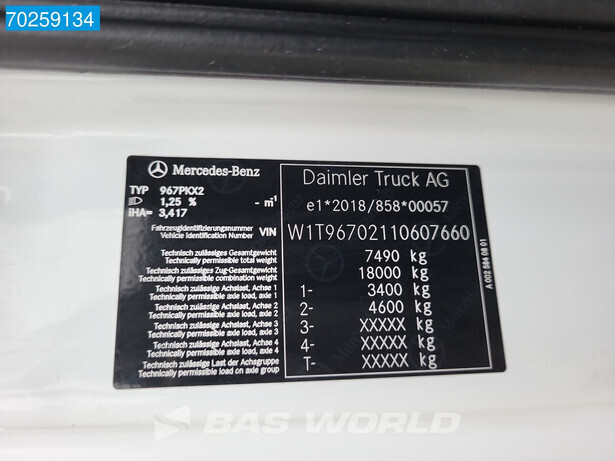 70259134
Mercedes-Benz
Daimler Truck AG
TYP 967PKX2
1,25 % - m⁻¹
iHA= 3,417
e1*2018/858*00057
Fahrzeugidentifizierungsnummer
Vehicle Identification Number VIN
W1T96702110607660
Technisch zulässiges Gesamtgewicht
Technically permissible total weight
7490 kg
Technisch zulässiges Zug-Gesamtgewicht
Technically permissible combination weight
18000 kg
Technisch zulässige Achslast, Achse 1
Technically permissible axle load, axle 1
1- 3400 kg
Technisch zulässige Achslast, Achse 2
Technically permissible axle load, axle 2
2- 4600 kg
Technisch zulässige Achslast, Achse 3
Technically permissible axle load, axle 3
3- XXXXX kg
Technisch zulässige Achslast, Achse 4
Technically permissible axle load, axle 4
4- XXXXX kg
Technisch zulässige Last der Achsgruppe
Technically permissible load on axle group
T- XXXXX kg
A 002 584 08 01
BAS WORLD